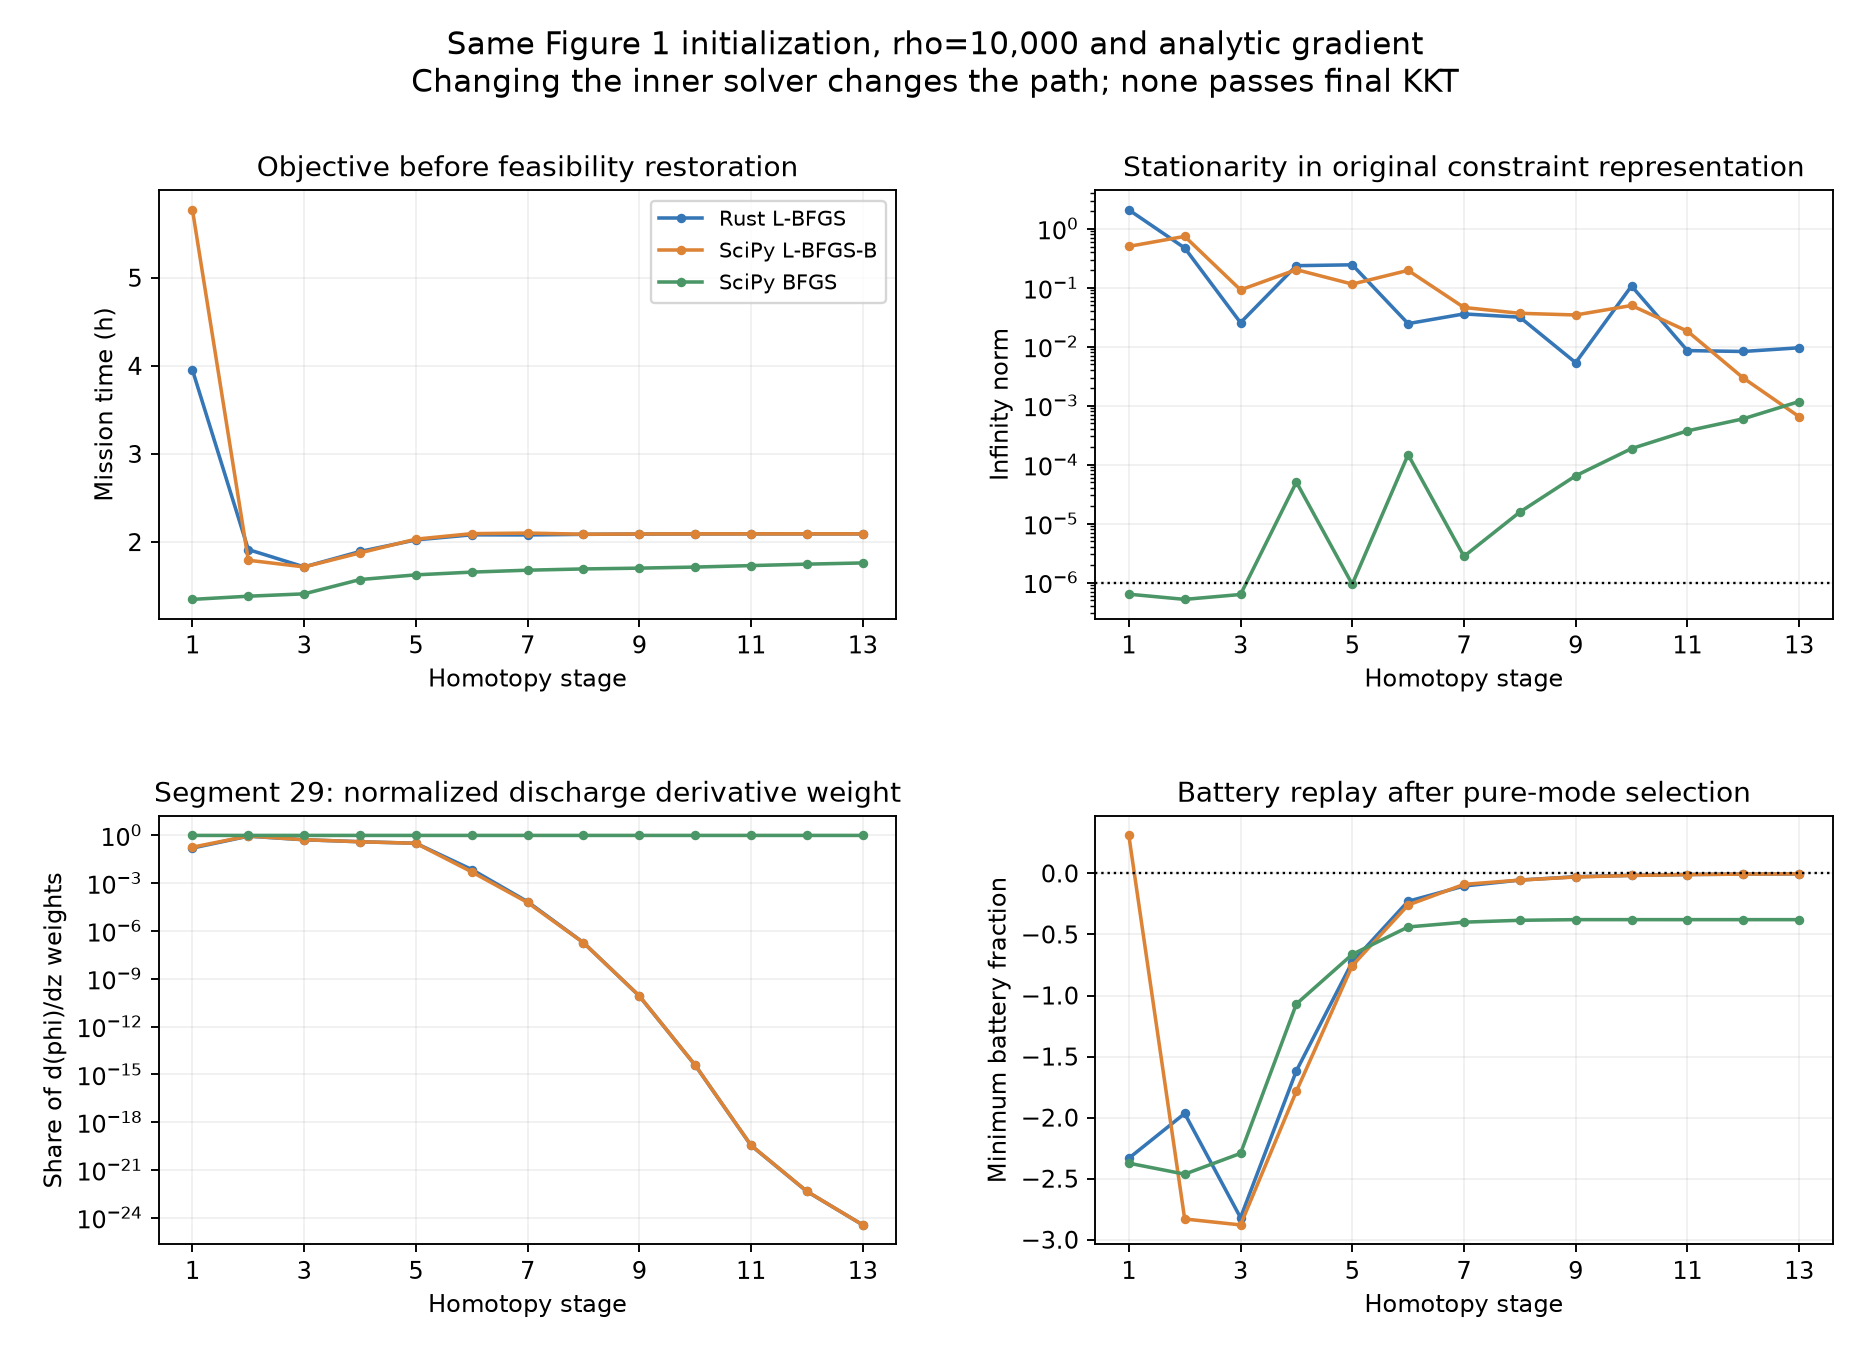 Same Figure 1 initialization, rho=10,000 and analytic gradient
Changing the inner solver changes the path; none passes final KKT
Objective before feasibility restoration
Mission time (h)
5
4
3
2
Rust L-BFGS
SciPy L-BFGS-B
SciPy BFGS
1 3 5 7 9 11 13
Homotopy stage
Stationarity in original constraint representation
Infinity norm
10⁰
10⁻¹
10⁻²
10⁻³
10⁻⁴
10⁻⁵
10⁻⁶
1 3 5 7 9 11 13
Homotopy stage
Segment 29: normalized discharge derivative weight
Share of d(phi)/dz weights
10⁰
10⁻³
10⁻⁶
10⁻⁹
10⁻¹²
10⁻¹⁵
10⁻¹⁸
10⁻²¹
10⁻²⁴
1 3 5 7 9 11 13
Homotopy stage
Battery replay after pure-mode selection
Minimum battery fraction
0.0
−0.5
−1.0
−1.5
−2.0
−2.5
−3.0
1 3 5 7 9 11 13
Homotopy stage